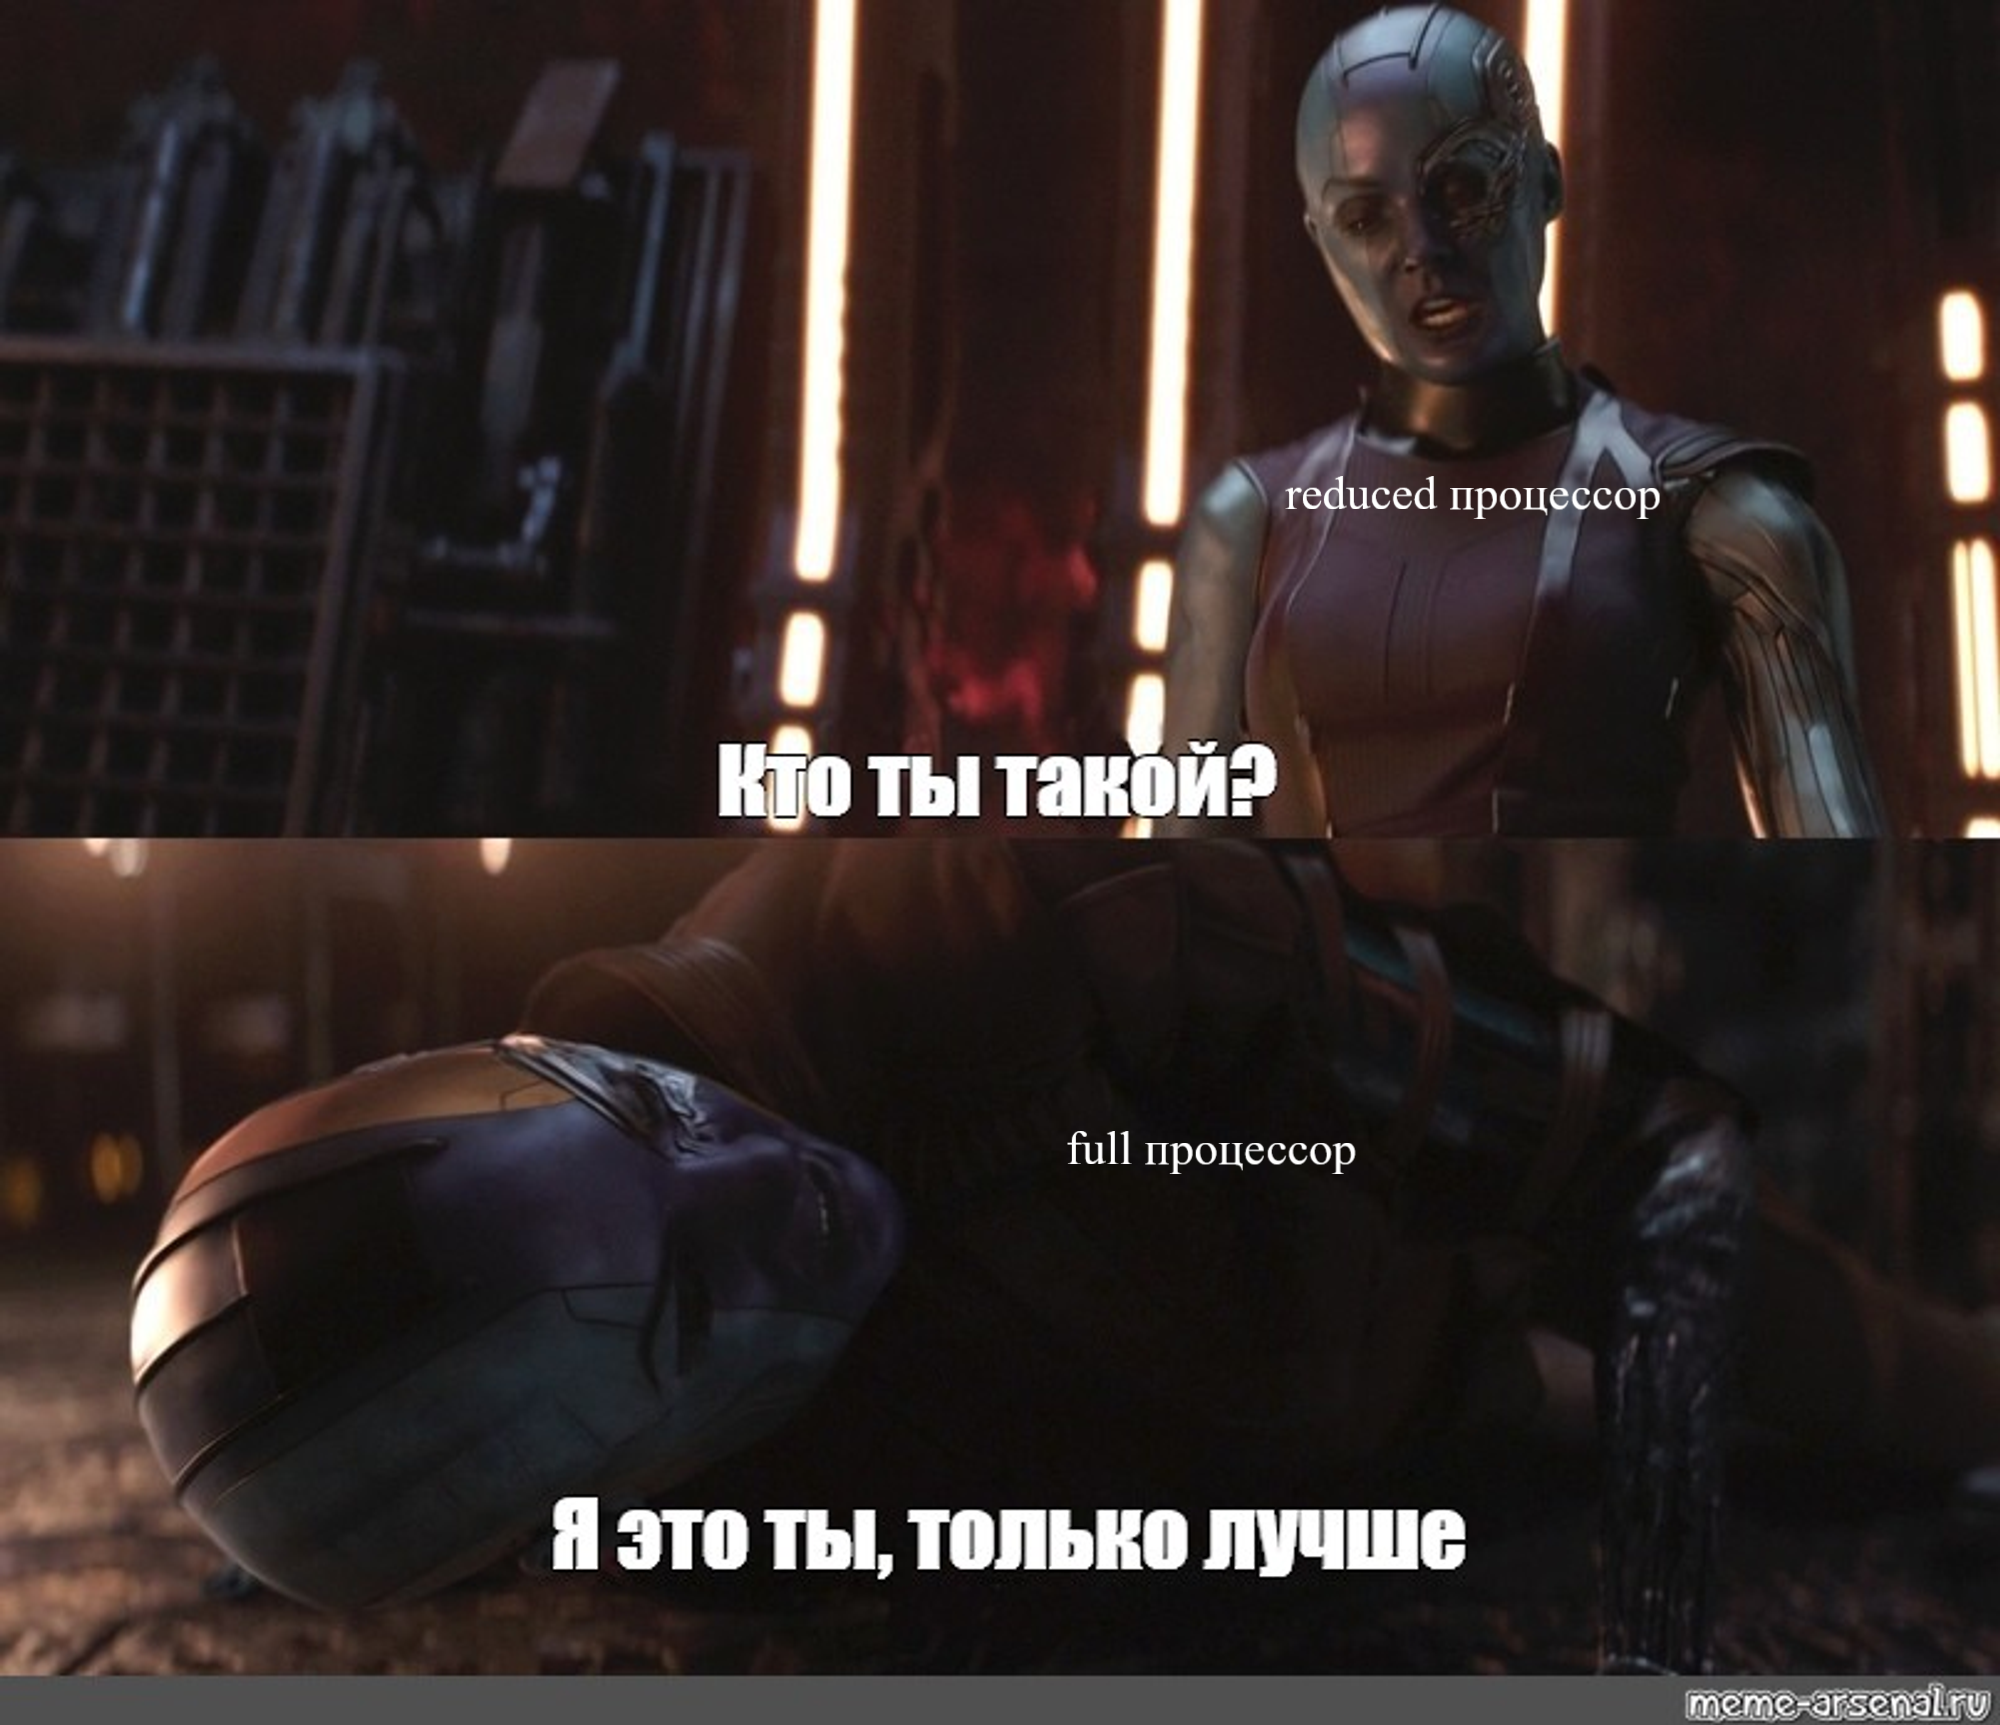 reduced процессор
Кто ты такой?
full процессор
Я это ты, только лучше
meme-arsenal.ru